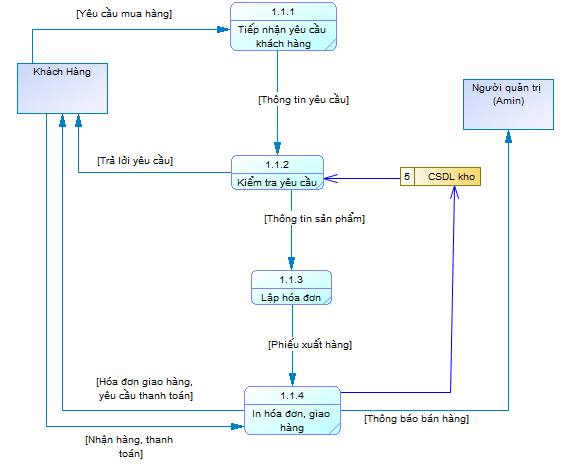 [Yêu cầu mua hàng]
1.1.1
Tiếp nhận yêu cầu
khách hàng
Khách Hàng
Người quản trị
(Amin)
[Thông tin yêu cầu]
[Trả lời yêu cầu]
1.1.2
Kiểm tra yêu cầu
5 CSDL kho
[Thông tin sản phẩm]
1.1.3
Lập hóa đơn
[Phiếu xuất hàng]
[Hóa đơn giao hàng,
yêu cầu thanh toán]
1.1.4
In hóa đơn, giao
hàng
[Thông báo bán hàng]
[Nhận hàng, thanh
toán]